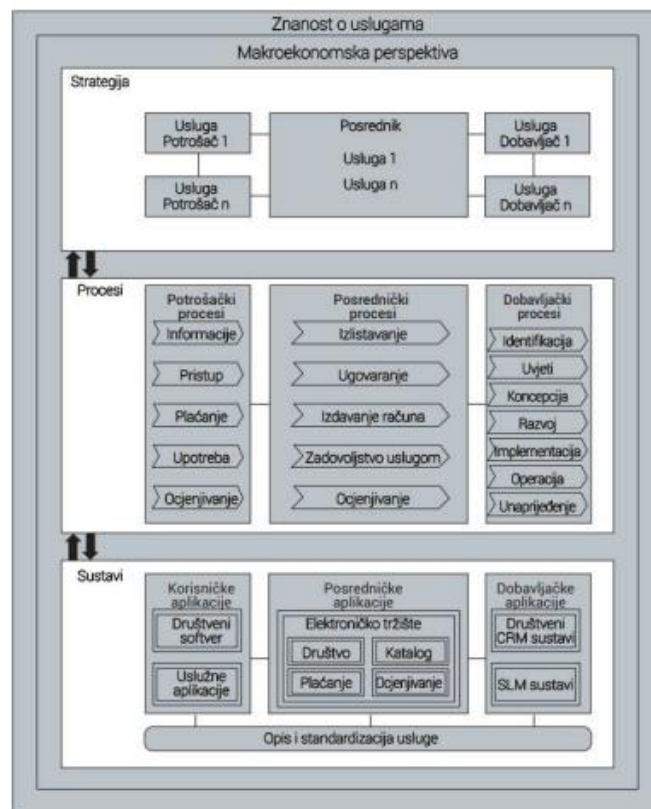 Znanost o uslugama
Makroekonomska perspektiva
Strategija
Usluga
Potrošač 1
Usluga
Potrošač n
Posrednik
Usluga 1
Usluga n
Usluga
Dobavljač 1
Usluga
Dobavljač n
Procesi
Potrošački
procesi
Informacije
Pristup
Plaćanje
Upotreba
Ocjenjivanje
Posrednički
procesi
Izlistavanje
Ugovaranje
Izdavanje računa
Zadovoljstvo uslugom
Ocjenjivanje
Dobavljački
procesi
Identifikacija
Uvjeti
Koncepcija
Razvoj
Implementacija
Operacija
Unaprijeđenje
Sustavi
Korisničke
aplikacije
Društveni
softver
Uslužne
aplikacije
Posredničke
aplikacije
Elektroničko tržište
Društvo
Katalog
Plaćanje
Dojenjivanje
Dobavljačke
aplikacije
Društveni
CRM sustavi
SLM sustavi
Opis i standardizacija usluge